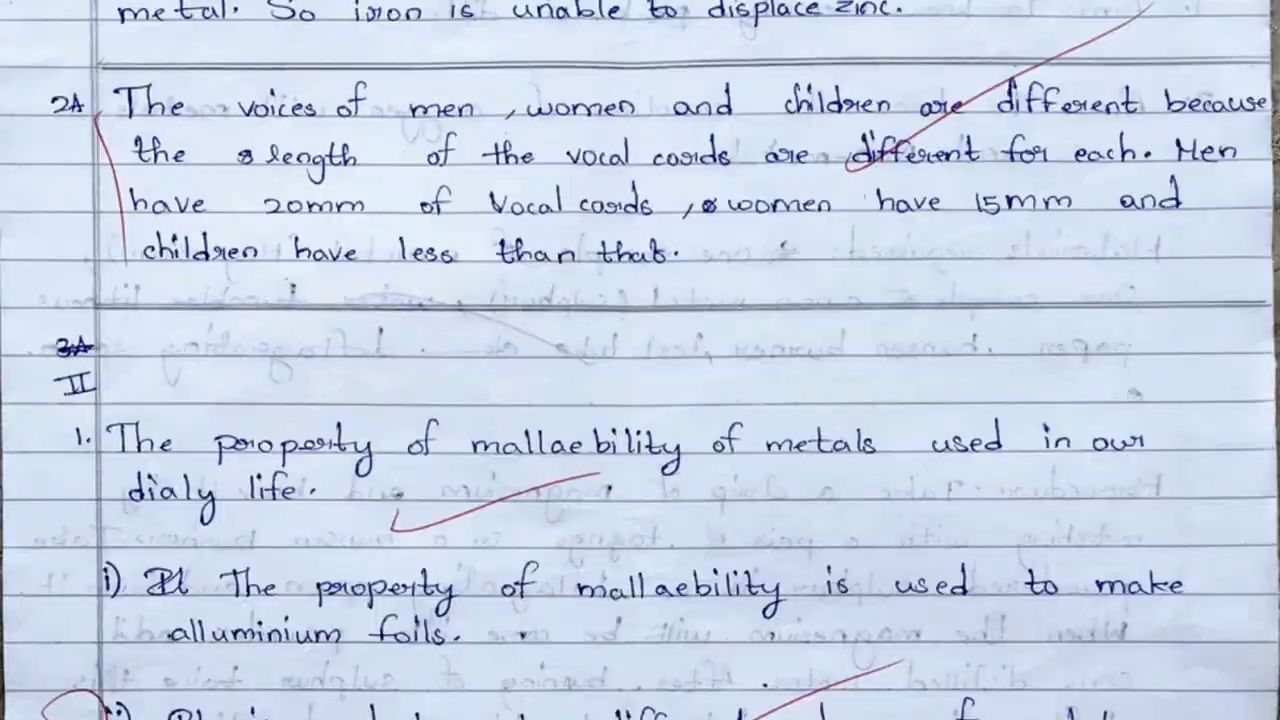 metal. So iron is unable to displace zinc.
2A The voices of men, women and children are different because
the length of the vocal cords are different for each. Men
have 20mm of Vocal cords, women have 15mm and
children have less than that.
3A
II
1. The property of mallaebility of metals used in our
dialy life.
i) The property of mallaebility is used to make
alluminium foils.